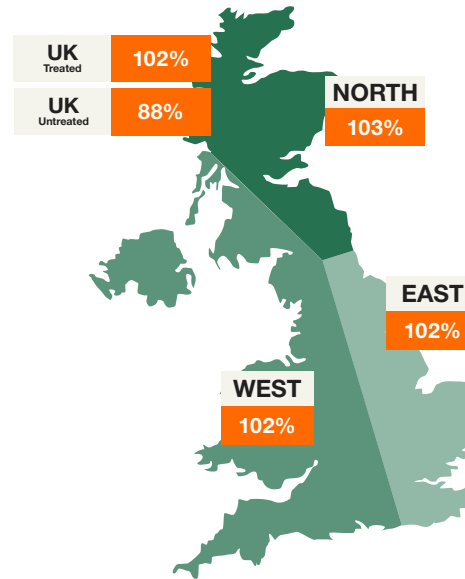 UK
Treated
102%
UK
Untreated
88%
NORTH
103%
EAST
102%
WEST
102%